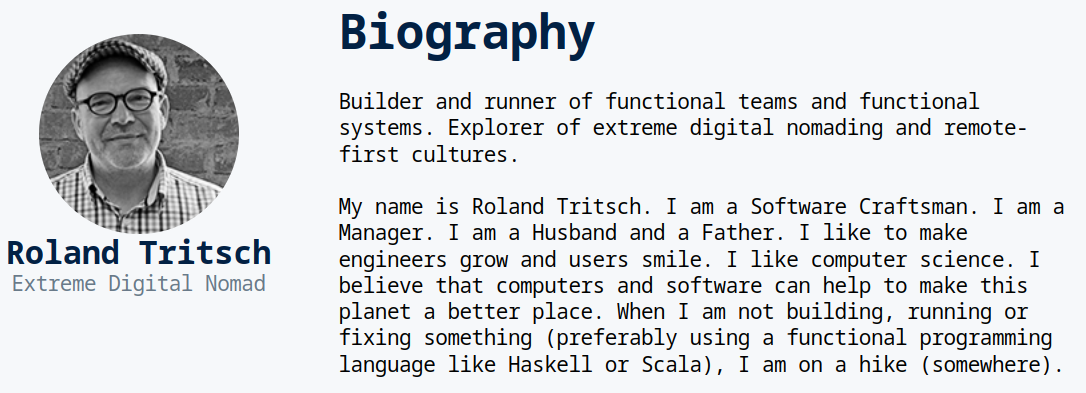 Roland Tritsch
Extreme Digital Nomad
Biography
Builder and runner of functional teams and functional
systems. Explorer of extreme digital nomading and remote-
first cultures.
My name is Roland Tritsch. I am a Software Craftsman. I am a
Manager. I am a Husband and a Father. I like to make
engineers grow and users smile. I like computer science. I
believe that computers and software can help to make this
planet a better place. When I am not building, running or
fixing something (preferably using a functional programming
language like Haskell or Scala), I am on a hike (somewhere).